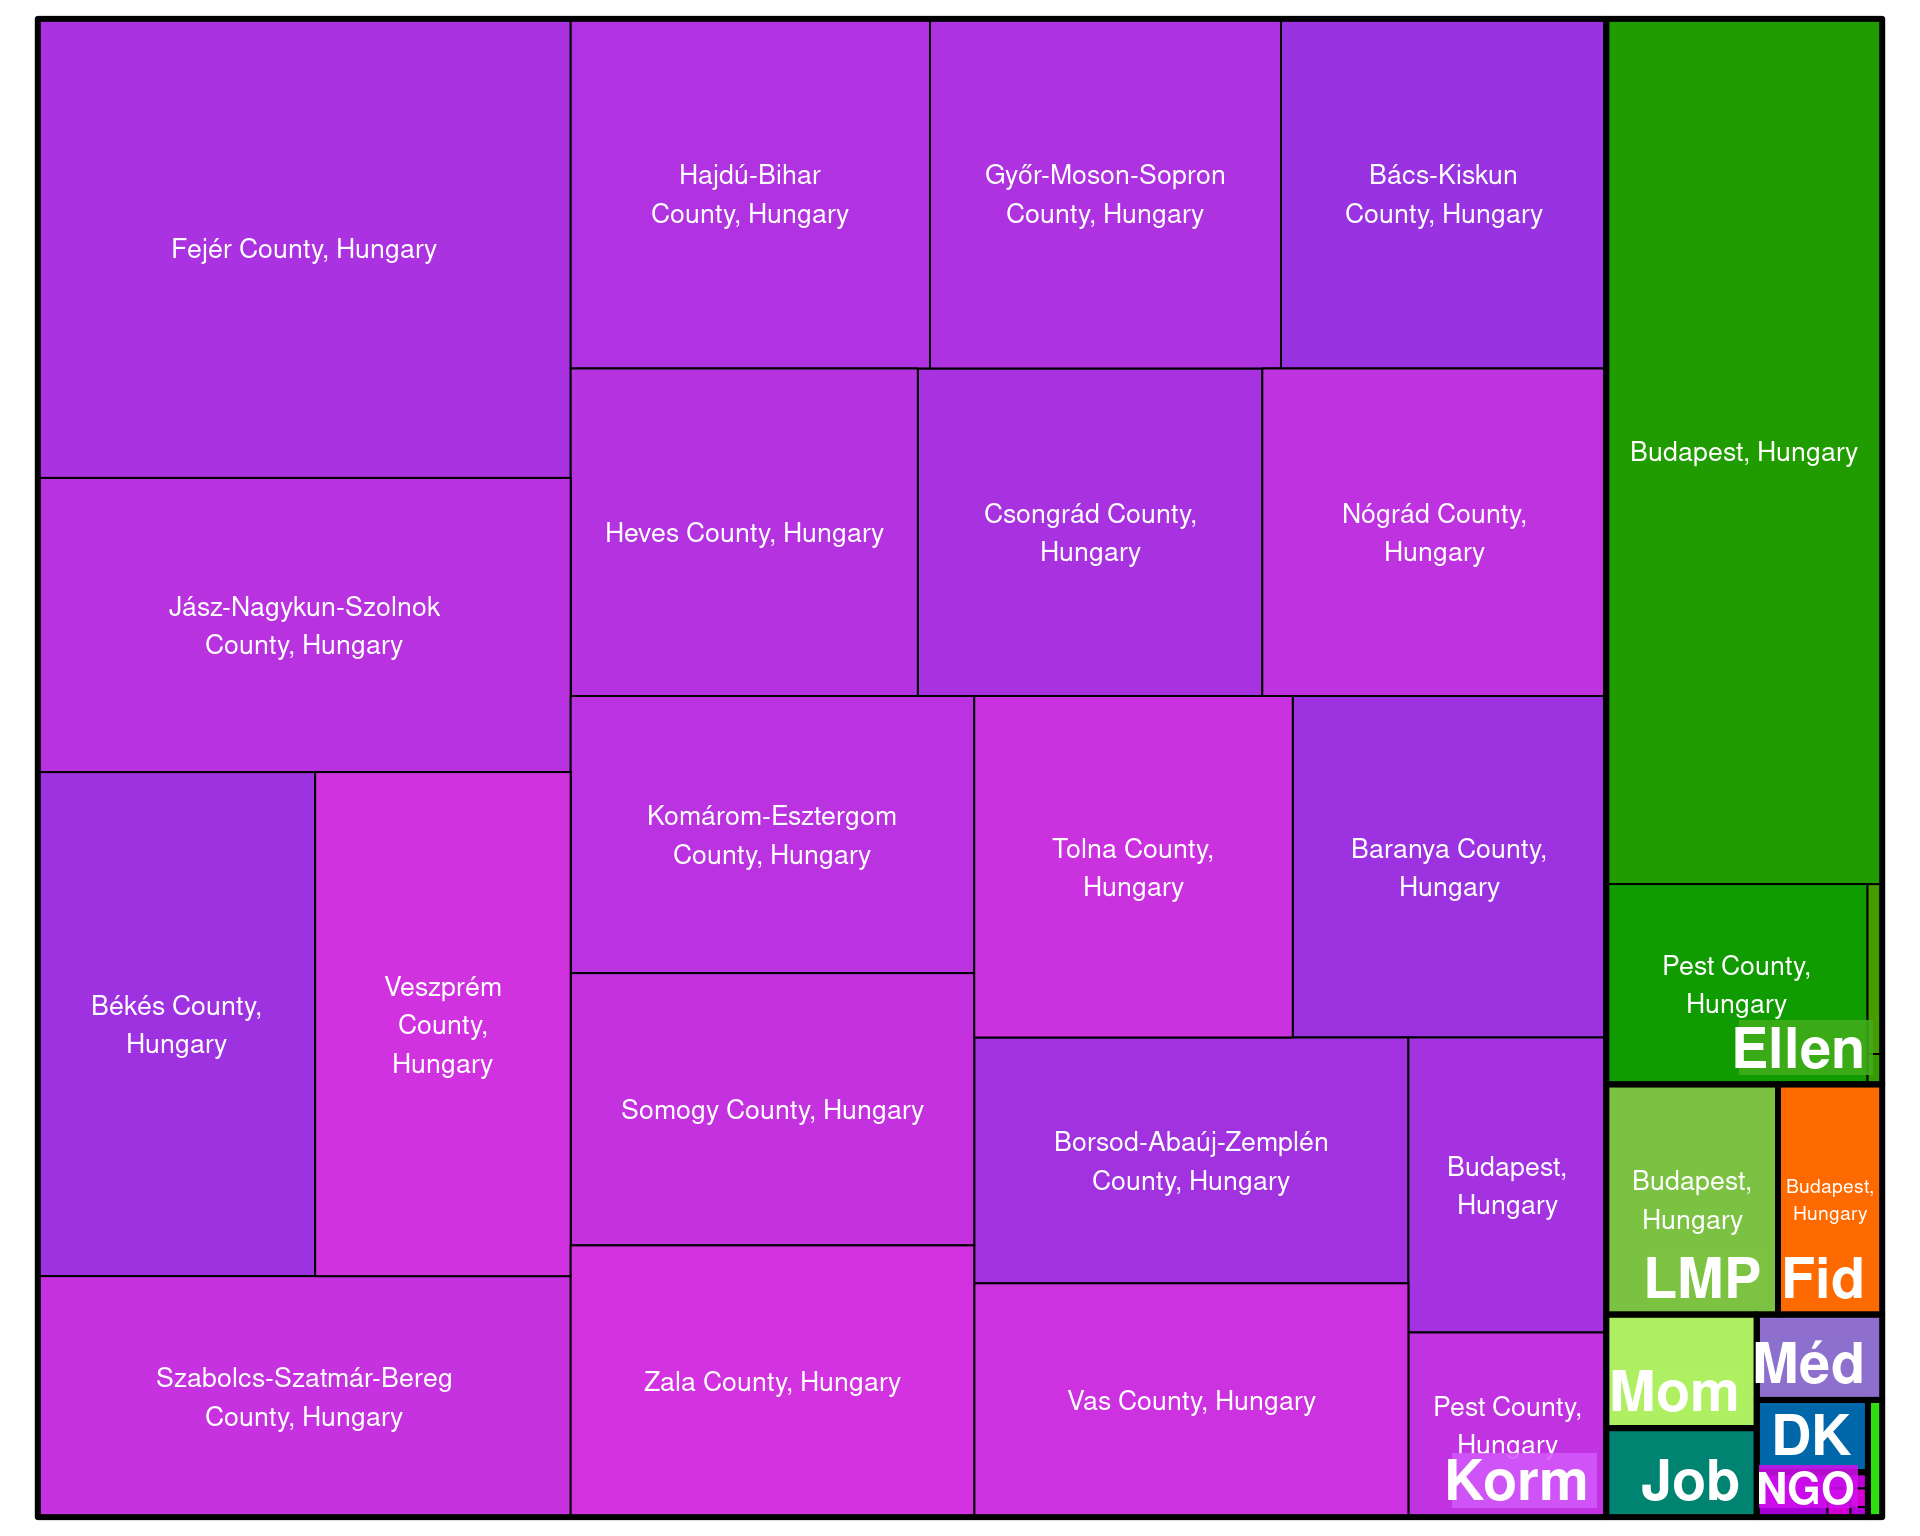 Fejér County, Hungary
Hajdú-Bihar
County, Hungary
Győr-Moson-Sopron
County, Hungary
Bács-Kiskun
County, Hungary
Budapest, Hungary
Heves County, Hungary
Csongrád County,
Hungary
Nógrád County,
Hungary
Jász-Nagykun-Szolnok
County, Hungary
Komárom-Esztergom
County, Hungary
Tolna County,
Hungary
Baranya County,
Hungary
Békés County,
Hungary
Veszprém
County,
Hungary
Pest County,
Hungary
Ellen
Somogy County, Hungary
Borsod-Abaúj-Zemplén
County, Hungary
Budapest,
Hungary
Budapest,
Hungary
LMP
Budapest,
Hungary
Fid
Szabolcs-Szatmár-Bereg
County, Hungary
Zala County, Hungary
Vas County, Hungary
Pest County,
Hungary
Korm
Mom
Méd
Job
DK
NGO